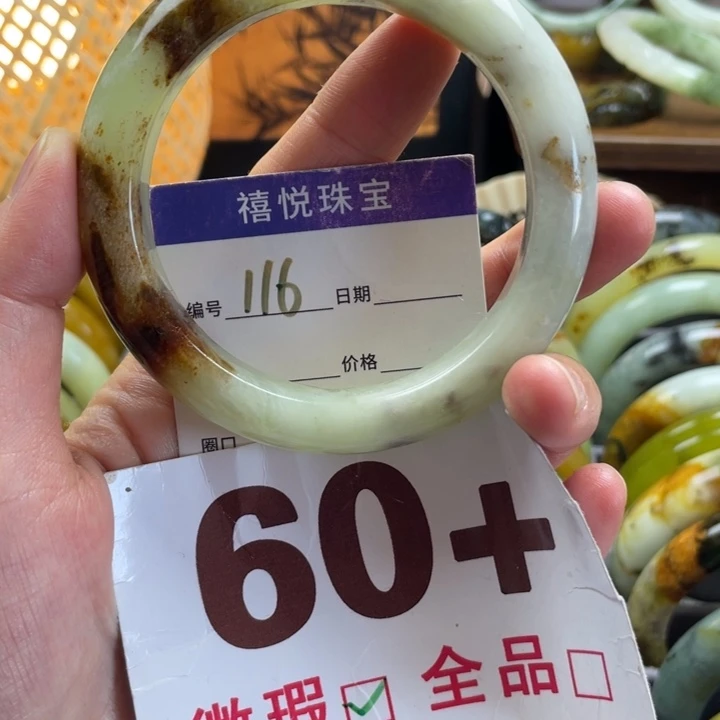 禧悦珠宝
编号 116 日期
价格
圈口
60+
微瑕 ☑ 全品 □